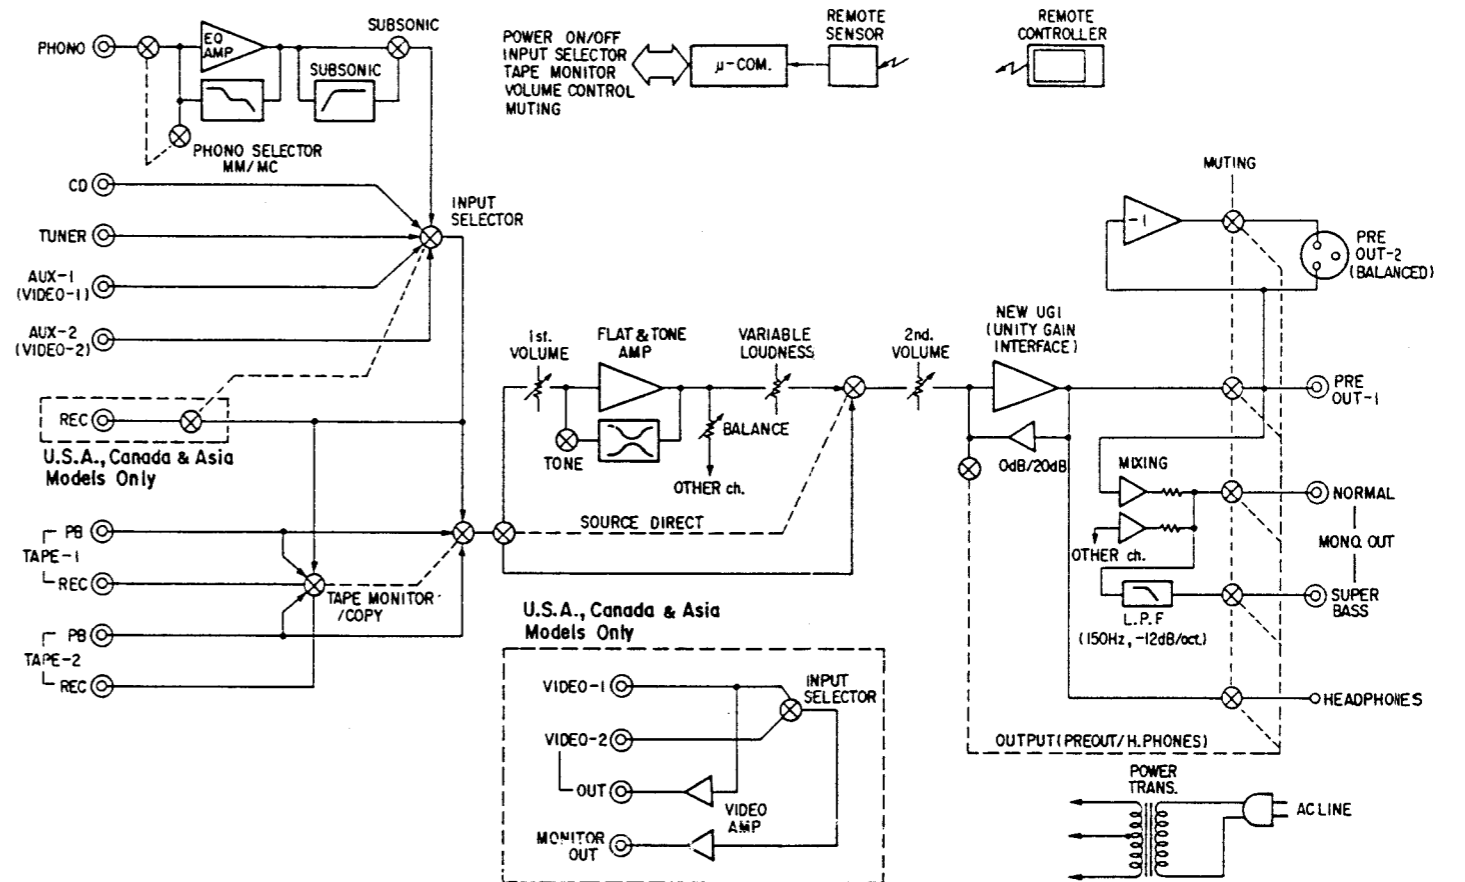 PHONO
EQ
AMP
SUBSONIC
SUBSONIC
PHONO SELECTOR
MM/MC
CD
TUNER
AUX-1
(VIDEO-1)
AUX-2
(VIDEO-2)
INPUT
SELECTOR
REC
U.S.A., Canada & Asia
Models Only
PB
TAPE-1
REC
PB
TAPE-2
REC
TAPE MONITOR
/COPY
POWER ON/OFF
INPUT SELECTOR
TAPE MONITOR
VOLUME CONTROL
MUTING
μ-COM.
REMOTE
SENSOR
REMOTE
CONTROLLER
1st.
VOLUME
FLAT & TONE
AMP
TONE
BALANCE
OTHER ch.
VARIABLE
LOUDNESS
SOURCE DIRECT
2nd.
VOLUME
NEW UGI
(UNITY GAIN
INTERFACE)
0dB/20dB
MUTING
-1
PRE
OUT-2
(BALANCED)
PRE
OUT-1
MIXING
OTHER ch.
NORMAL
MONO. OUT
SUPER
BASS
L.P.F
(150Hz, -12dB/oct.)
HEADPHONES
OUTPUT(PREOUT/H.PHONES)
U.S.A., Canada & Asia
Models Only
VIDEO-1
VIDEO-2
OUT
MONITOR
OUT
VIDEO
AMP
INPUT
SELECTOR
POWER
TRANS.
AC LINE